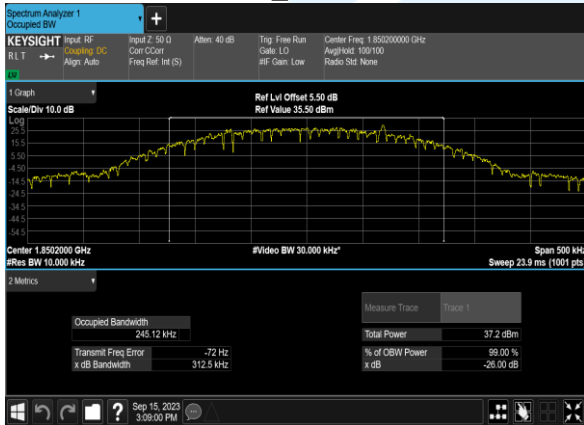 Spectrum Analyzer 1
Occupied BW
+
KEYSIGHT
RLT
Input: RF
Coupling: DC
Align: Auto
Input Z: 50 Ω
Corr CCorr
Freq Ref: Int (S)
Atten: 40 dB
Trig: Free Run
Gate: LO
#IF Gain: Low
Center Freq: 1.850200000 GHz
Avg|Hold: 100/100
Radio Std: None
1 Graph
Scale/Div 10.0 dB
Ref Lvl Offset 5.50 dB
Ref Value 35.50 dBm
Log
25.5
15.5
5.50
-4.50
-14.5
-24.5
-34.5
-44.5
-54.5
Center 1.8502000 GHz
#Video BW 30.000 kHz*
Span 500 kHz
#Res BW 10.000 kHz
Sweep 23.9 ms (1001 pts
2 Metrics
Measure Trace
Trace 1
Occupied Bandwidth
245.12 kHz
Total Power
37.2 dBm
Transmit Freq Error
-72 Hz
% of OBW Power
99.00 %
x dB Bandwidth
312.5 kHz
x dB
-26.00 dB
?
Sep 15, 2023
3:09:00 PM